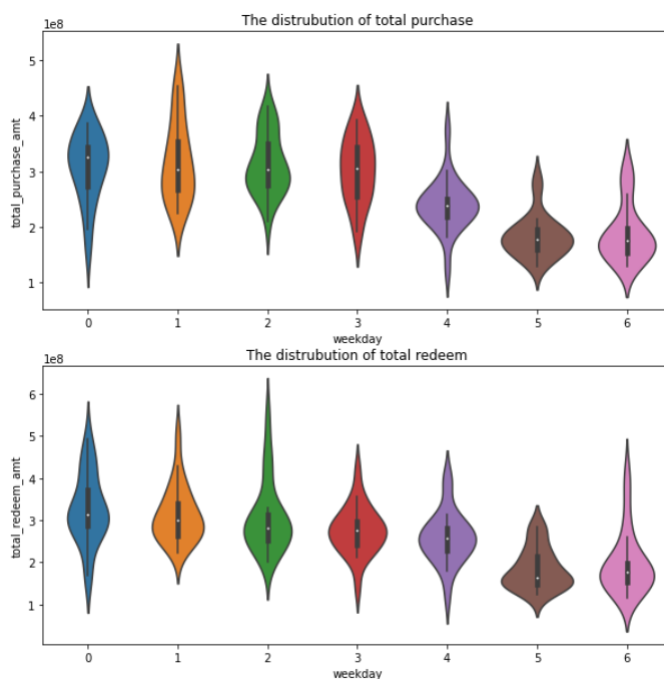 The distrubution of total purchase
1e8
5
4
3
2
1
total_purchase_amt
0 1 2 3 4 5 6
weekday
The distrubution of total redeem
1e8
6
5
4
3
2
1
total_redeem_amt
0 1 2 3 4 5 6
weekday